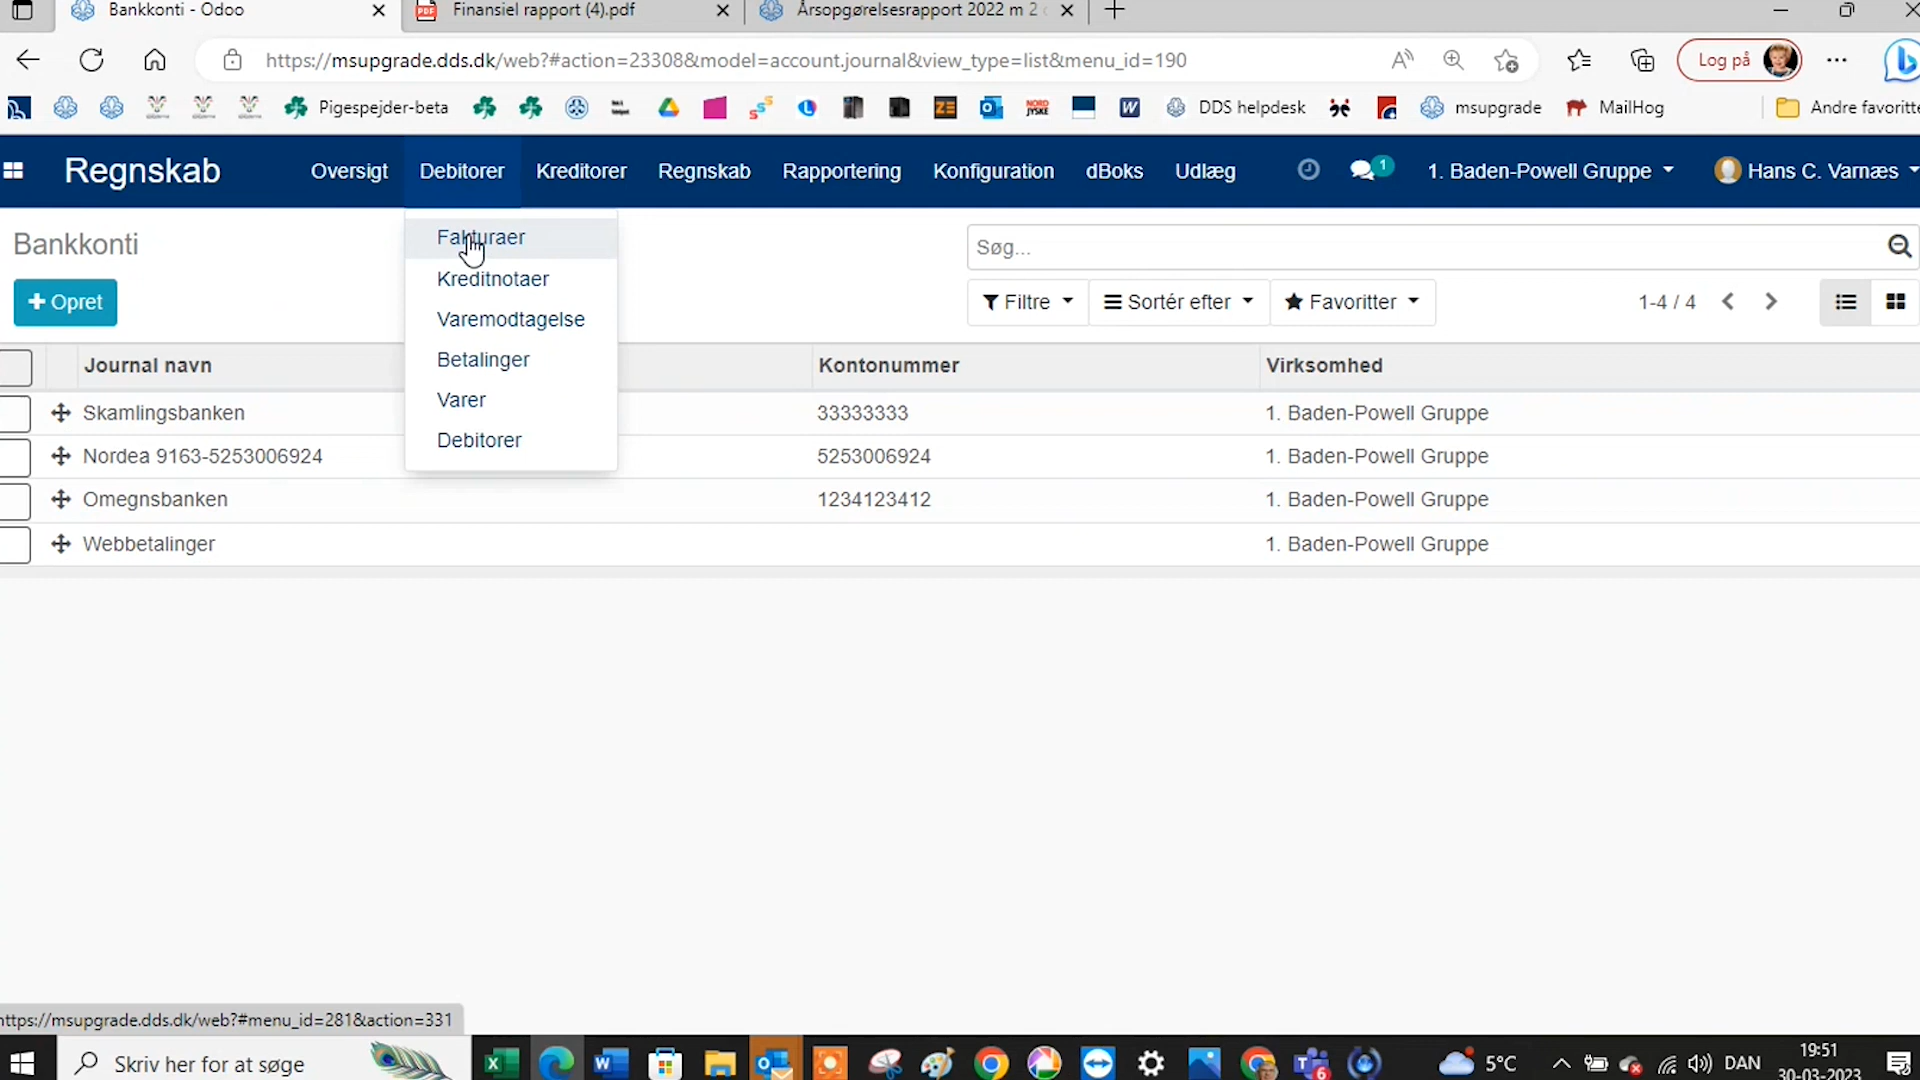 Bankkonti - Odoo
Finansiel rapport (4).pdf
Årsopgørelsesrapport 2022 m 2
https://msupgrade.dds.dk/web?#action=23308&model=account.journal&view_type=list&menu_id=190
Log på
Pigespejder-beta
DDS helpdesk
msupgrade
MailHog
Andre favoritte
Regnskab
Oversigt
Debitorer
Kreditorer
Regnskab
Rapportering
Konfiguration
dBoks
Udlæg
1
1. Baden-Powell Gruppe
Hans C. Varnæs
Bankkonti
Fakturaer
Kreditnotaer
Varemodtagelse
Betalinger
Varer
Debitorer
Søg...
+ Opret
Filtre
Sortér efter
Favoritter
1-4 / 4
Journal navn
Kontonummer
Virksomhed
Skamlingsbanken
33333333
1. Baden-Powell Gruppe
Nordea 9163-5253006924
5253006924
1. Baden-Powell Gruppe
Omegnsbanken
1234123412
1. Baden-Powell Gruppe
Webbetalinger
1. Baden-Powell Gruppe
https://msupgrade.dds.dk/web?#menu_id=281&action=331
Skriv her for at søge
5°C
DAN
19:51
30-03-2023